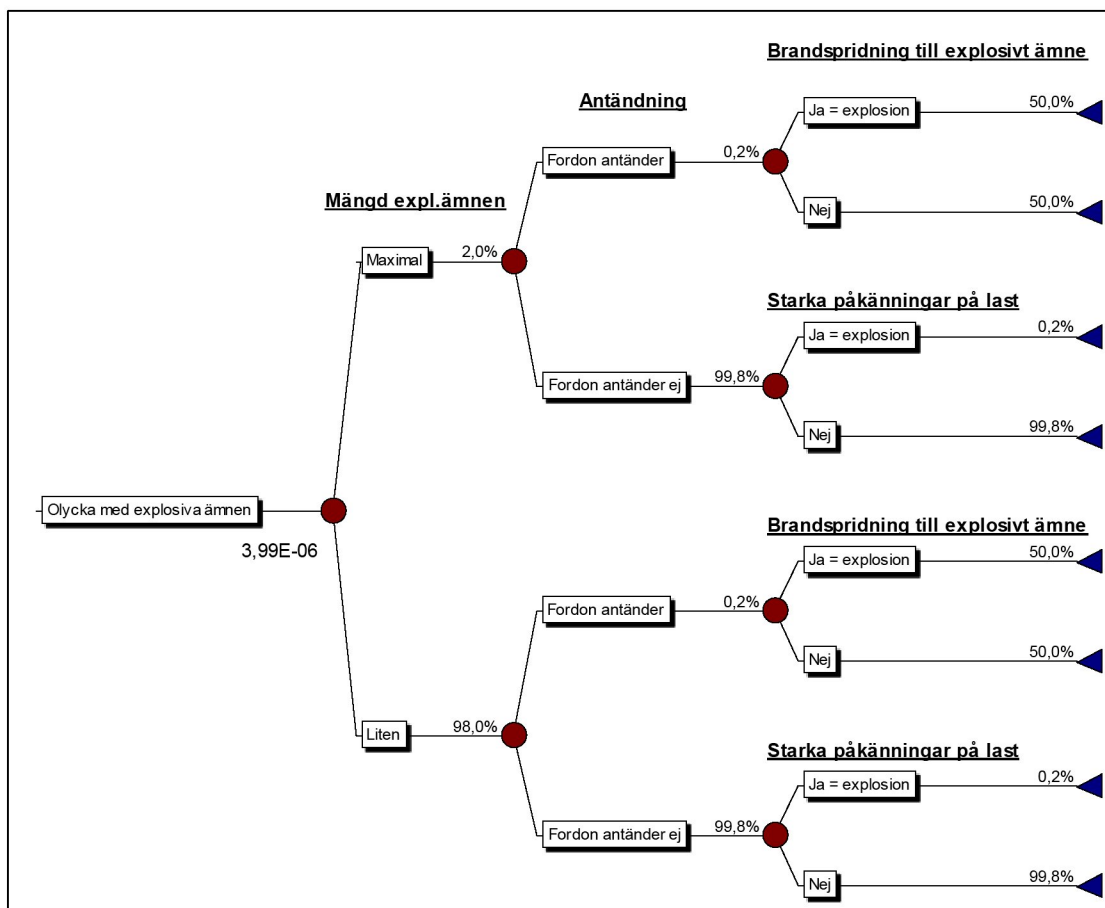 Brandspridning till explosivt ämne
Antändning
Ja = explosion 50,0%
Fordon antänder 0,2%
Mängd expl.ämnen
Nej 50,0%
Maximal 2,0%
Starka påkänningar på last
Ja = explosion 0,2%
Fordon antänder ej 99,8%
Nej 99,8%
Olycka med explosiva ämnen
3,99E-06
Brandspridning till explosivt ämne
Ja = explosion 50,0%
Fordon antänder 0,2%
Nej 50,0%
Liten 98,0%
Starka påkänningar på last
Ja = explosion 0,2%
Fordon antänder ej 99,8%
Nej 99,8%